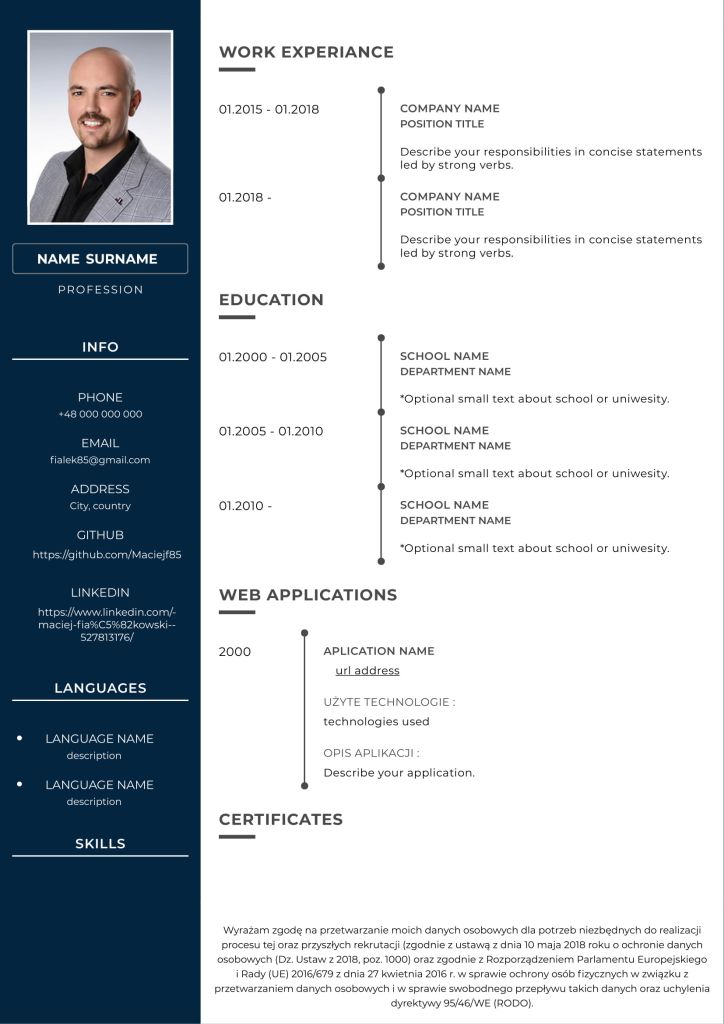 NAME SURNAME
PROFESSION
INFO
PHONE
+48 000 000 000
EMAIL
fialek85@gmail.com
ADDRESS
City, country
GITHUB
https://github.com/Maciejf85
LINKEDIN
https://www.linkedin.com/-
maciej-fia%C5%82kowski--
527813176/
LANGUAGES
LANGUAGE NAME
description
LANGUAGE NAME
description
SKILLS
WORK EXPERIANCE
01.2015 - 01.2018
COMPANY NAME
POSITION TITLE
Describe your responsibilities in concise statements
led by strong verbs.
01.2018 -
COMPANY NAME
POSITION TITLE
Describe your responsibilities in concise statements
led by strong verbs.
EDUCATION
01.2000 - 01.2005
SCHOOL NAME
DEPARTMENT NAME
*Optional small text about school or uniwesity.
01.2005 - 01.2010
SCHOOL NAME
DEPARTMENT NAME
*Optional small text about school or uniwesity.
01.2010 -
SCHOOL NAME
DEPARTMENT NAME
*Optional small text about school or uniwesity.
WEB APPLICATIONS
2000
APLICATION NAME
url address
UŻYTE TECHNOLOGIE :
technologies used
OPIS APLIKACJI :
Describe your application.
CERTIFICATES
Wyrażam zgodę na przetwarzanie moich danych osobowych dla potrzeb niezbędnych do realizacji
procesu tej oraz przyszłych rekrutacji (zgodnie z ustawą z dnia 10 maja 2018 roku o ochronie danych
osobowych (Dz. Ustaw z 2018, poz. 1000) oraz zgodnie z Rozporządzeniem Parlamentu Europejskiego
i Rady (UE) 2016/679 z dnia 27 kwietnia 2016 r. w sprawie ochrony osób fizycznych w związku z
przetwarzaniem danych osobowych i w sprawie swobodnego przepływu takich danych oraz uchylenia
dyrektywy 95/46/WE (RODO).